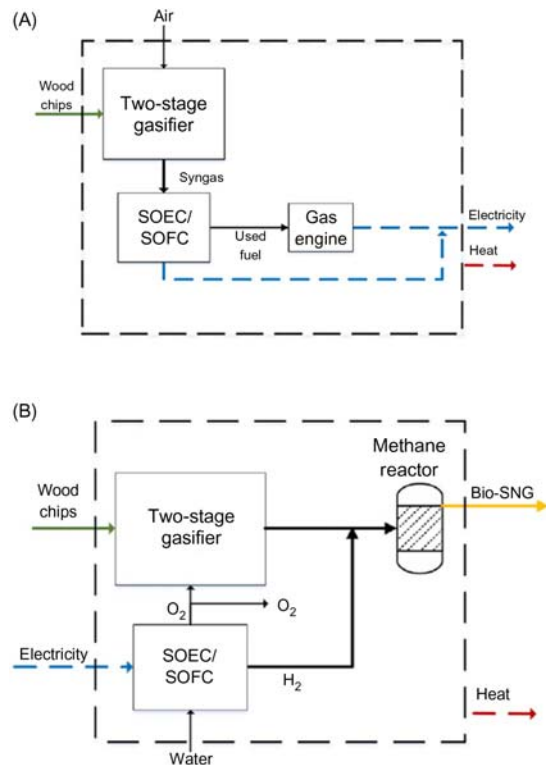 (A)
Air
Wood
chips
Two-stage
gasifier
Syngas
SOEC/
SOFC
Used
fuel
Gas
engine
Electricity
Heat
(B)
Methane
reactor
Wood
chips
Two-stage
gasifier
Bio-SNG
O2
O2
Electricity
SOEC/
SOFC
H2
Heat
Water